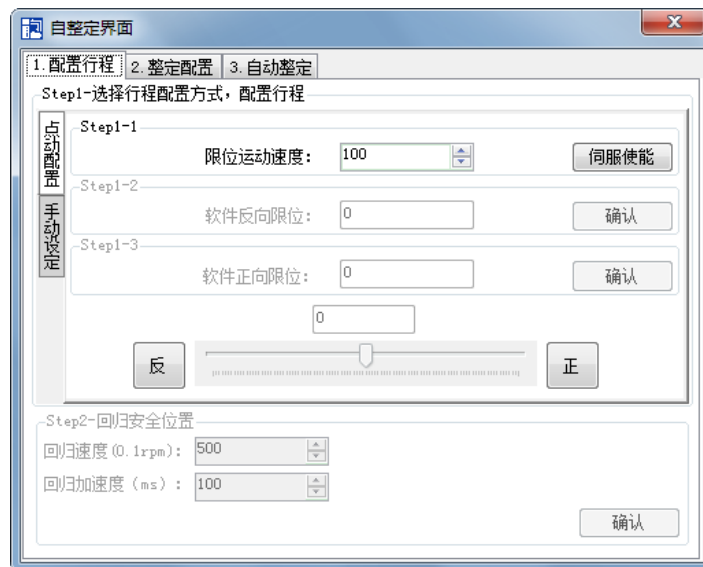 自整定界面
1.配置行程 2.整定配置 3.自动整定
Step1-选择行程配置方式，配置行程
点动配置
手动设定
Step1-1
限位运动速度： 100 伺服使能
Step1-2
软件反向限位： 0 确认
Step1-3
软件正向限位： 0 确认
0
反 正
Step2-回归安全位置
回归速度(0.1rpm)： 500
回归加速度（ms）： 100
确认